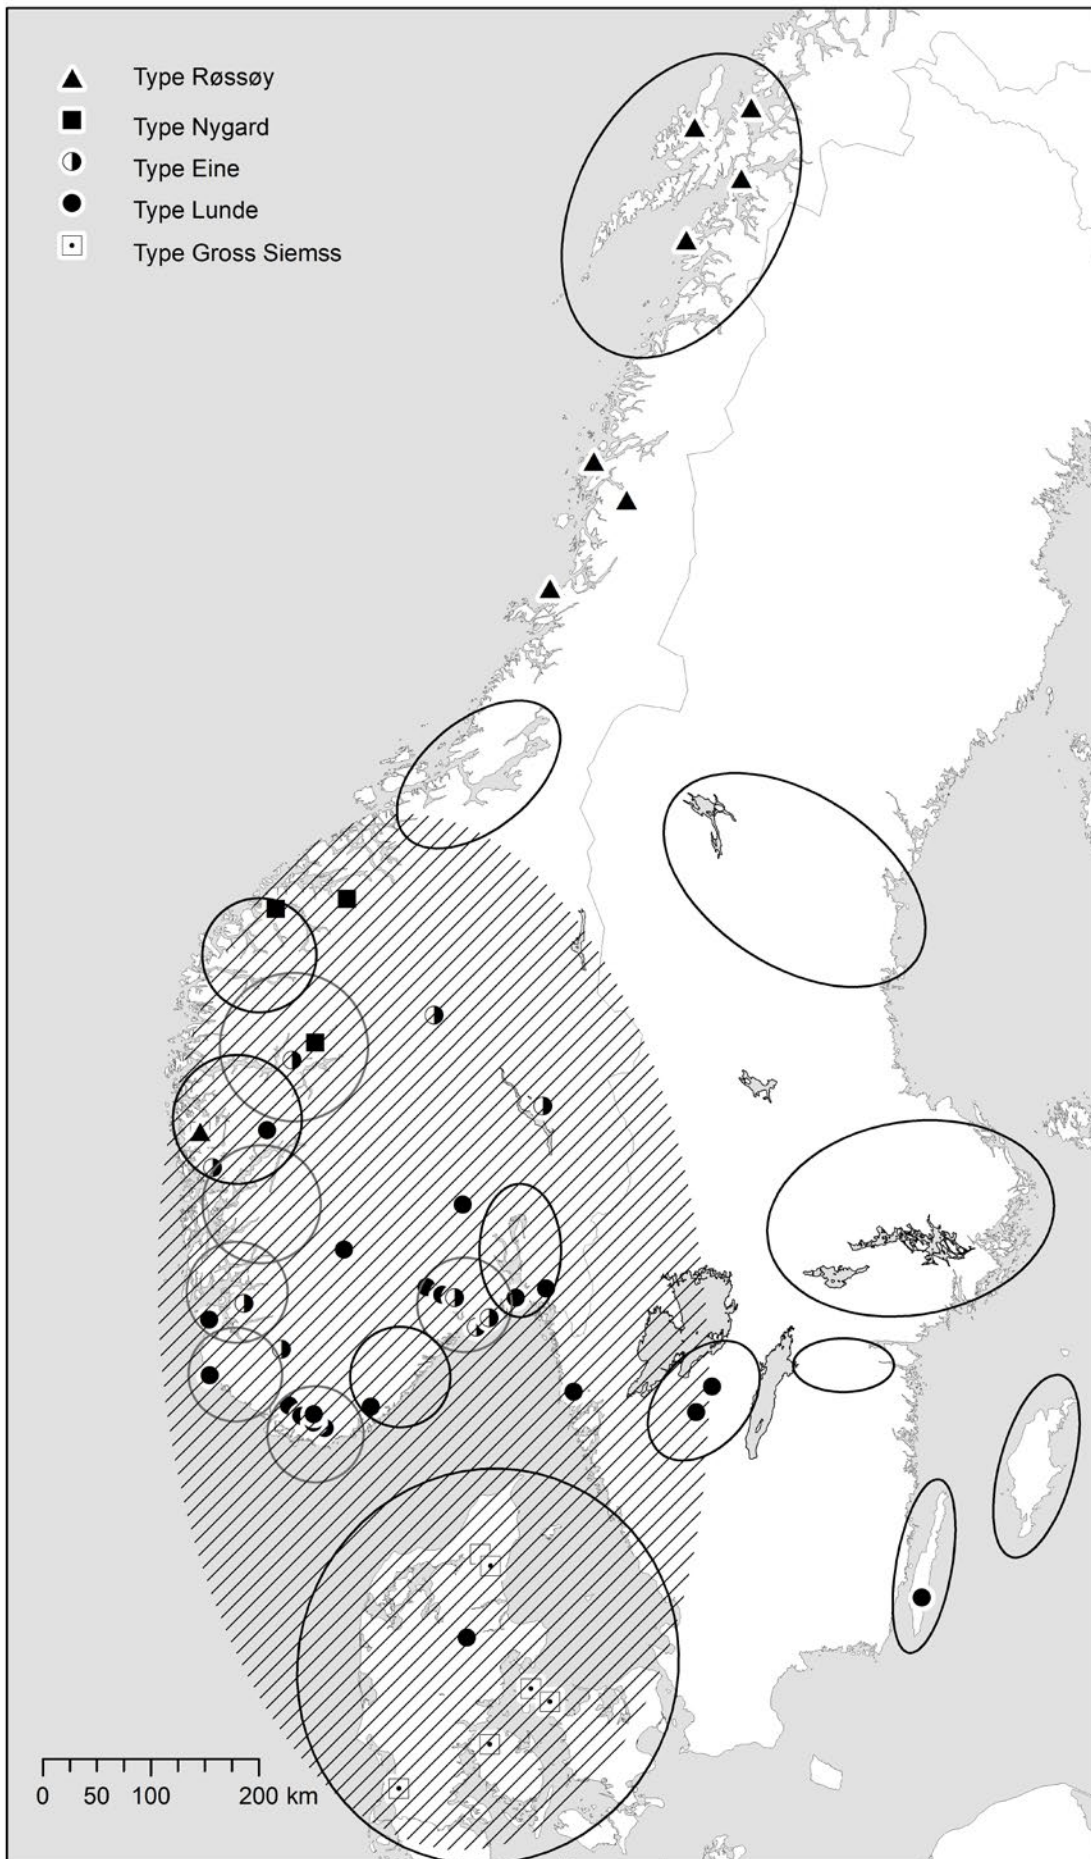 Type Røssøy
Type Nygard
Type Eine
Type Lunde
Type Gross Siemss
0 50 100 200 km